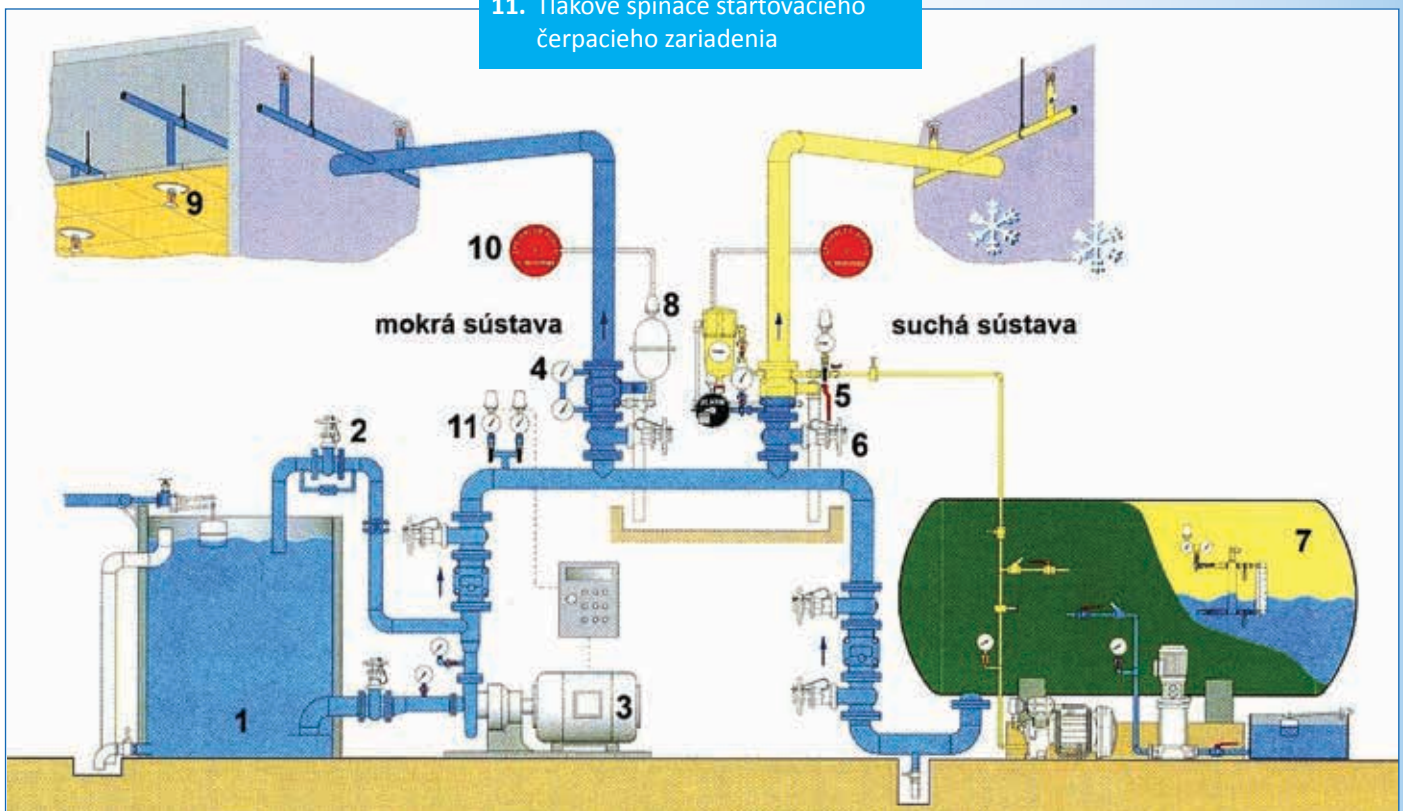 11. Tlakové spínače štartovacieho
čerpacieho zariadenia
9
10
8
mokrá sústava
suchá sústava
4
5
11
2
6
7
3
1